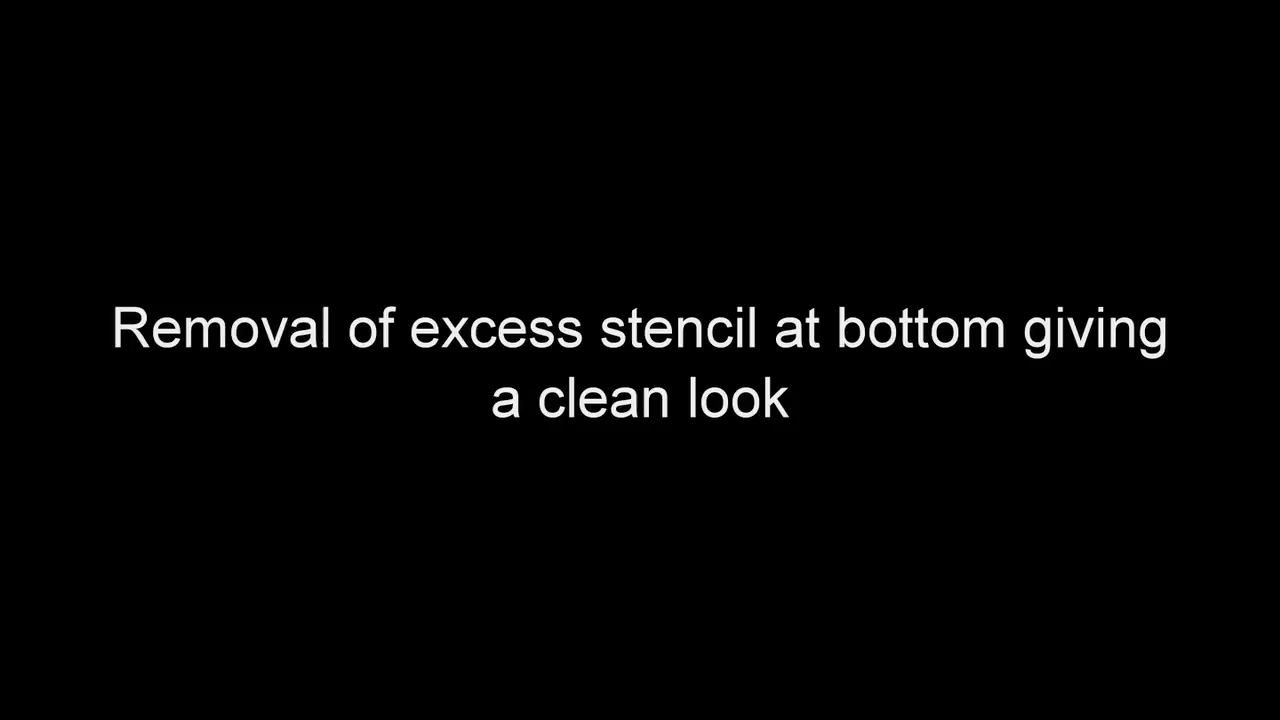 Removal of excess stencil at bottom giving
a clean look